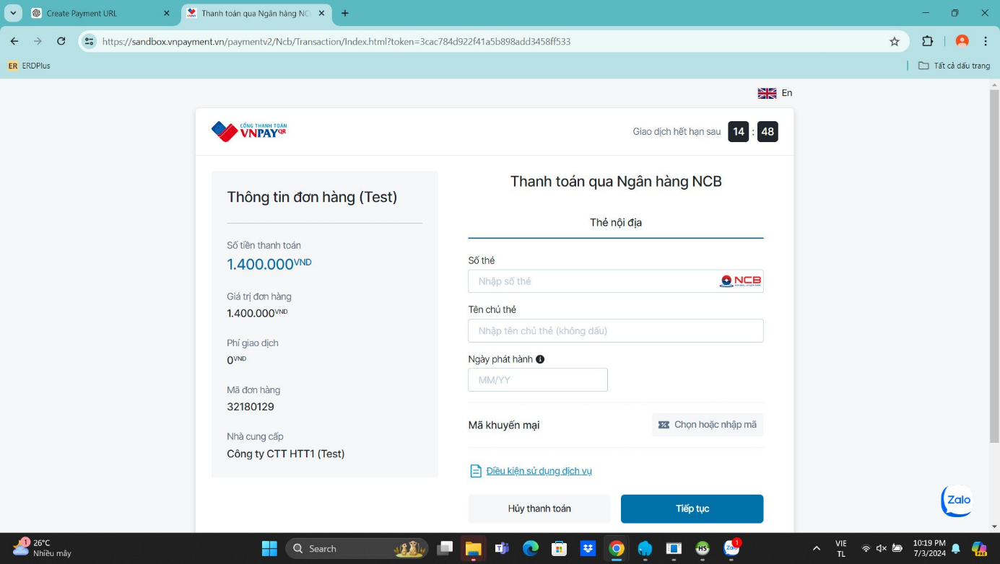 Create Payment URL
Thanh toán qua Ngân hàng NC
https://sandbox.vnpayment.vn/paymentv2/Ncb/Transaction/Index.html?token=3cac784d922f41a5b898add3458ff533
ER ERDPlus
Tất cả dấu trang
En
CỔNG THANH TOÁN
VNPAYQR
Giao dịch hết hạn sau 14 : 48
Thông tin đơn hàng (Test)
Số tiền thanh toán
1.400.000VND
Giá trị đơn hàng
1.400.000VND
Phí giao dịch
0VND
Mã đơn hàng
32180129
Nhà cung cấp
Công ty CTT HTT1 (Test)
Thanh toán qua Ngân hàng NCB
Thẻ nội địa
Số thẻ
Nhập số thẻ
NCB
Tên chủ thẻ
Nhập tên chủ thẻ (không dấu)
Ngày phát hành
MM/YY
Mã khuyến mại
Chọn hoặc nhập mã
Điều kiện sử dụng dịch vụ
Hủy thanh toán
Tiếp tục
Zalo
1
26°C
Nhiều mây
Search
HS
Zalo
1
VIE
TL
10:19 PM
7/3/2024
PRE